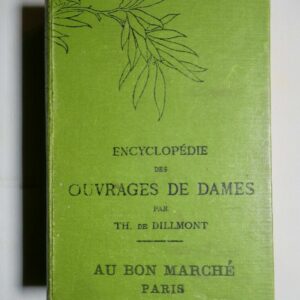 ENCYCLOPÉDIE
DES
OUVRAGES DE DAMES
PAR
TH. DE DILLMONT
AU BON MARCHÉ
PARIS